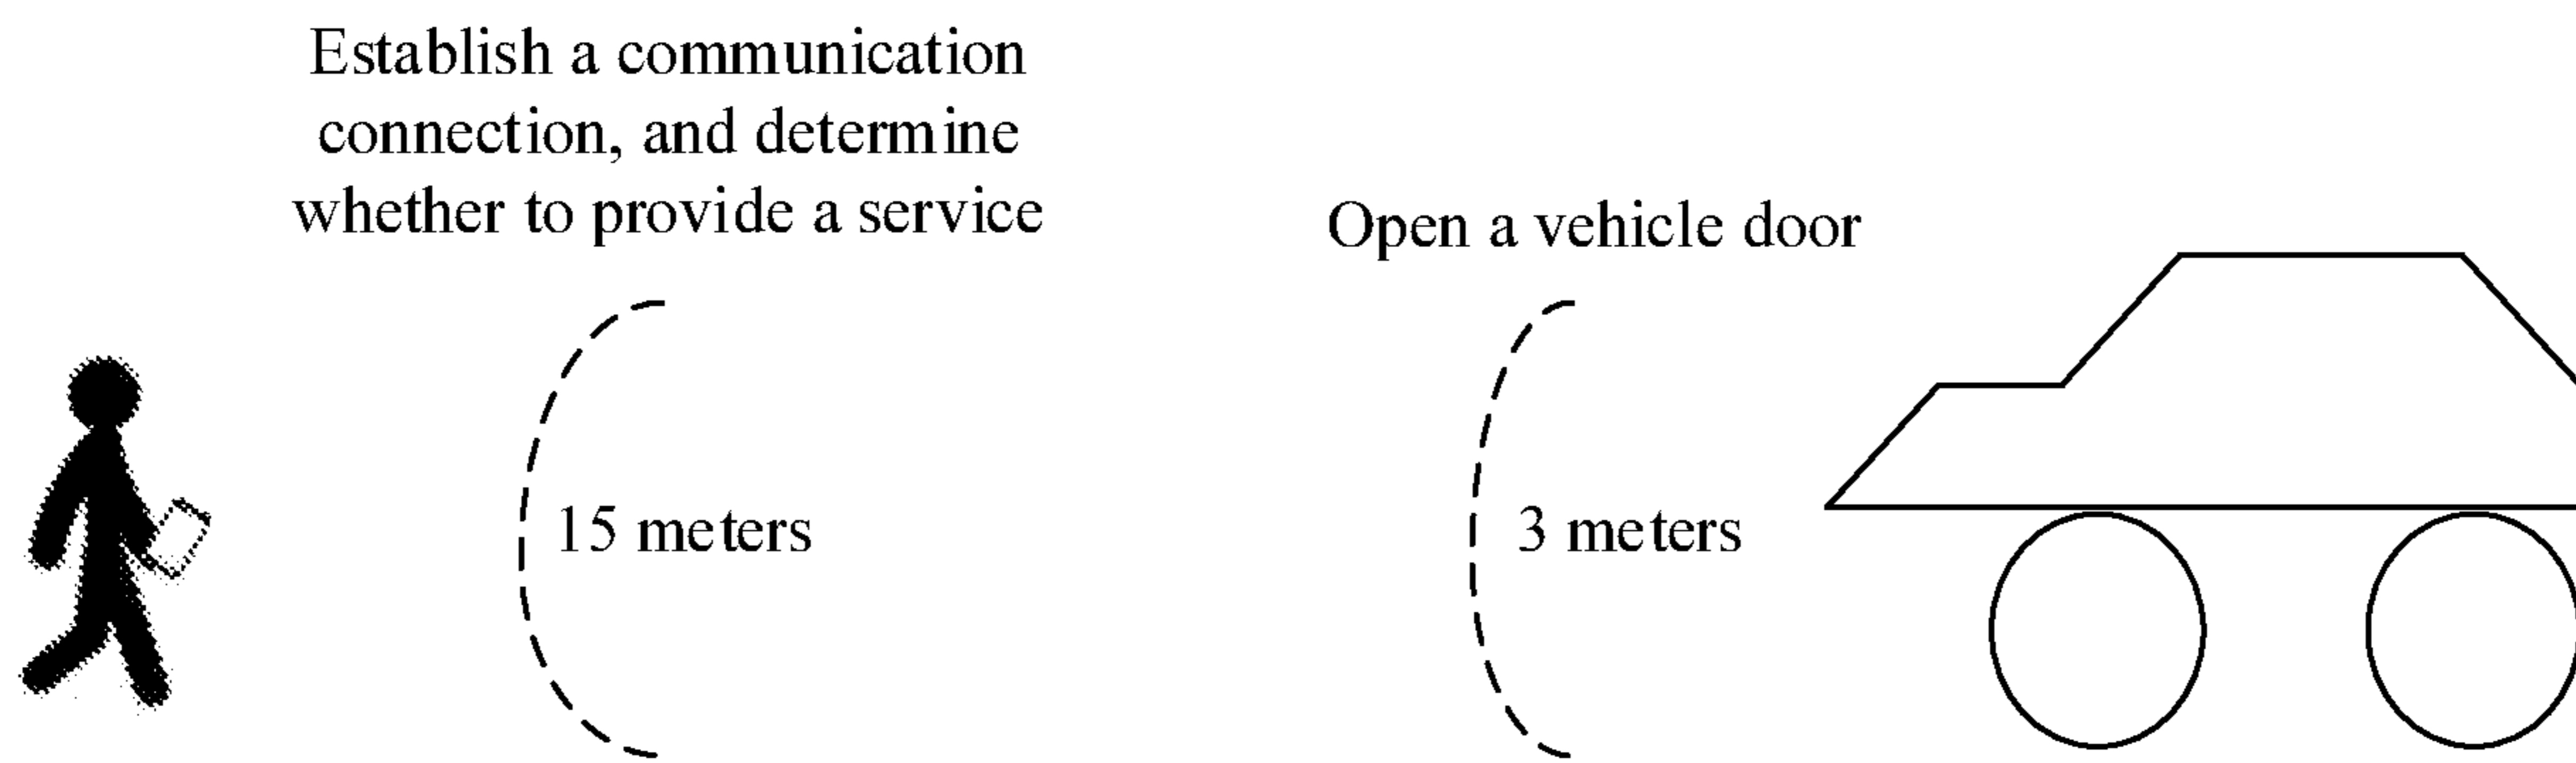 Establish a communication
connection, and determine
whether to provide a service
Open a vehicle door
15 meters
3 meters